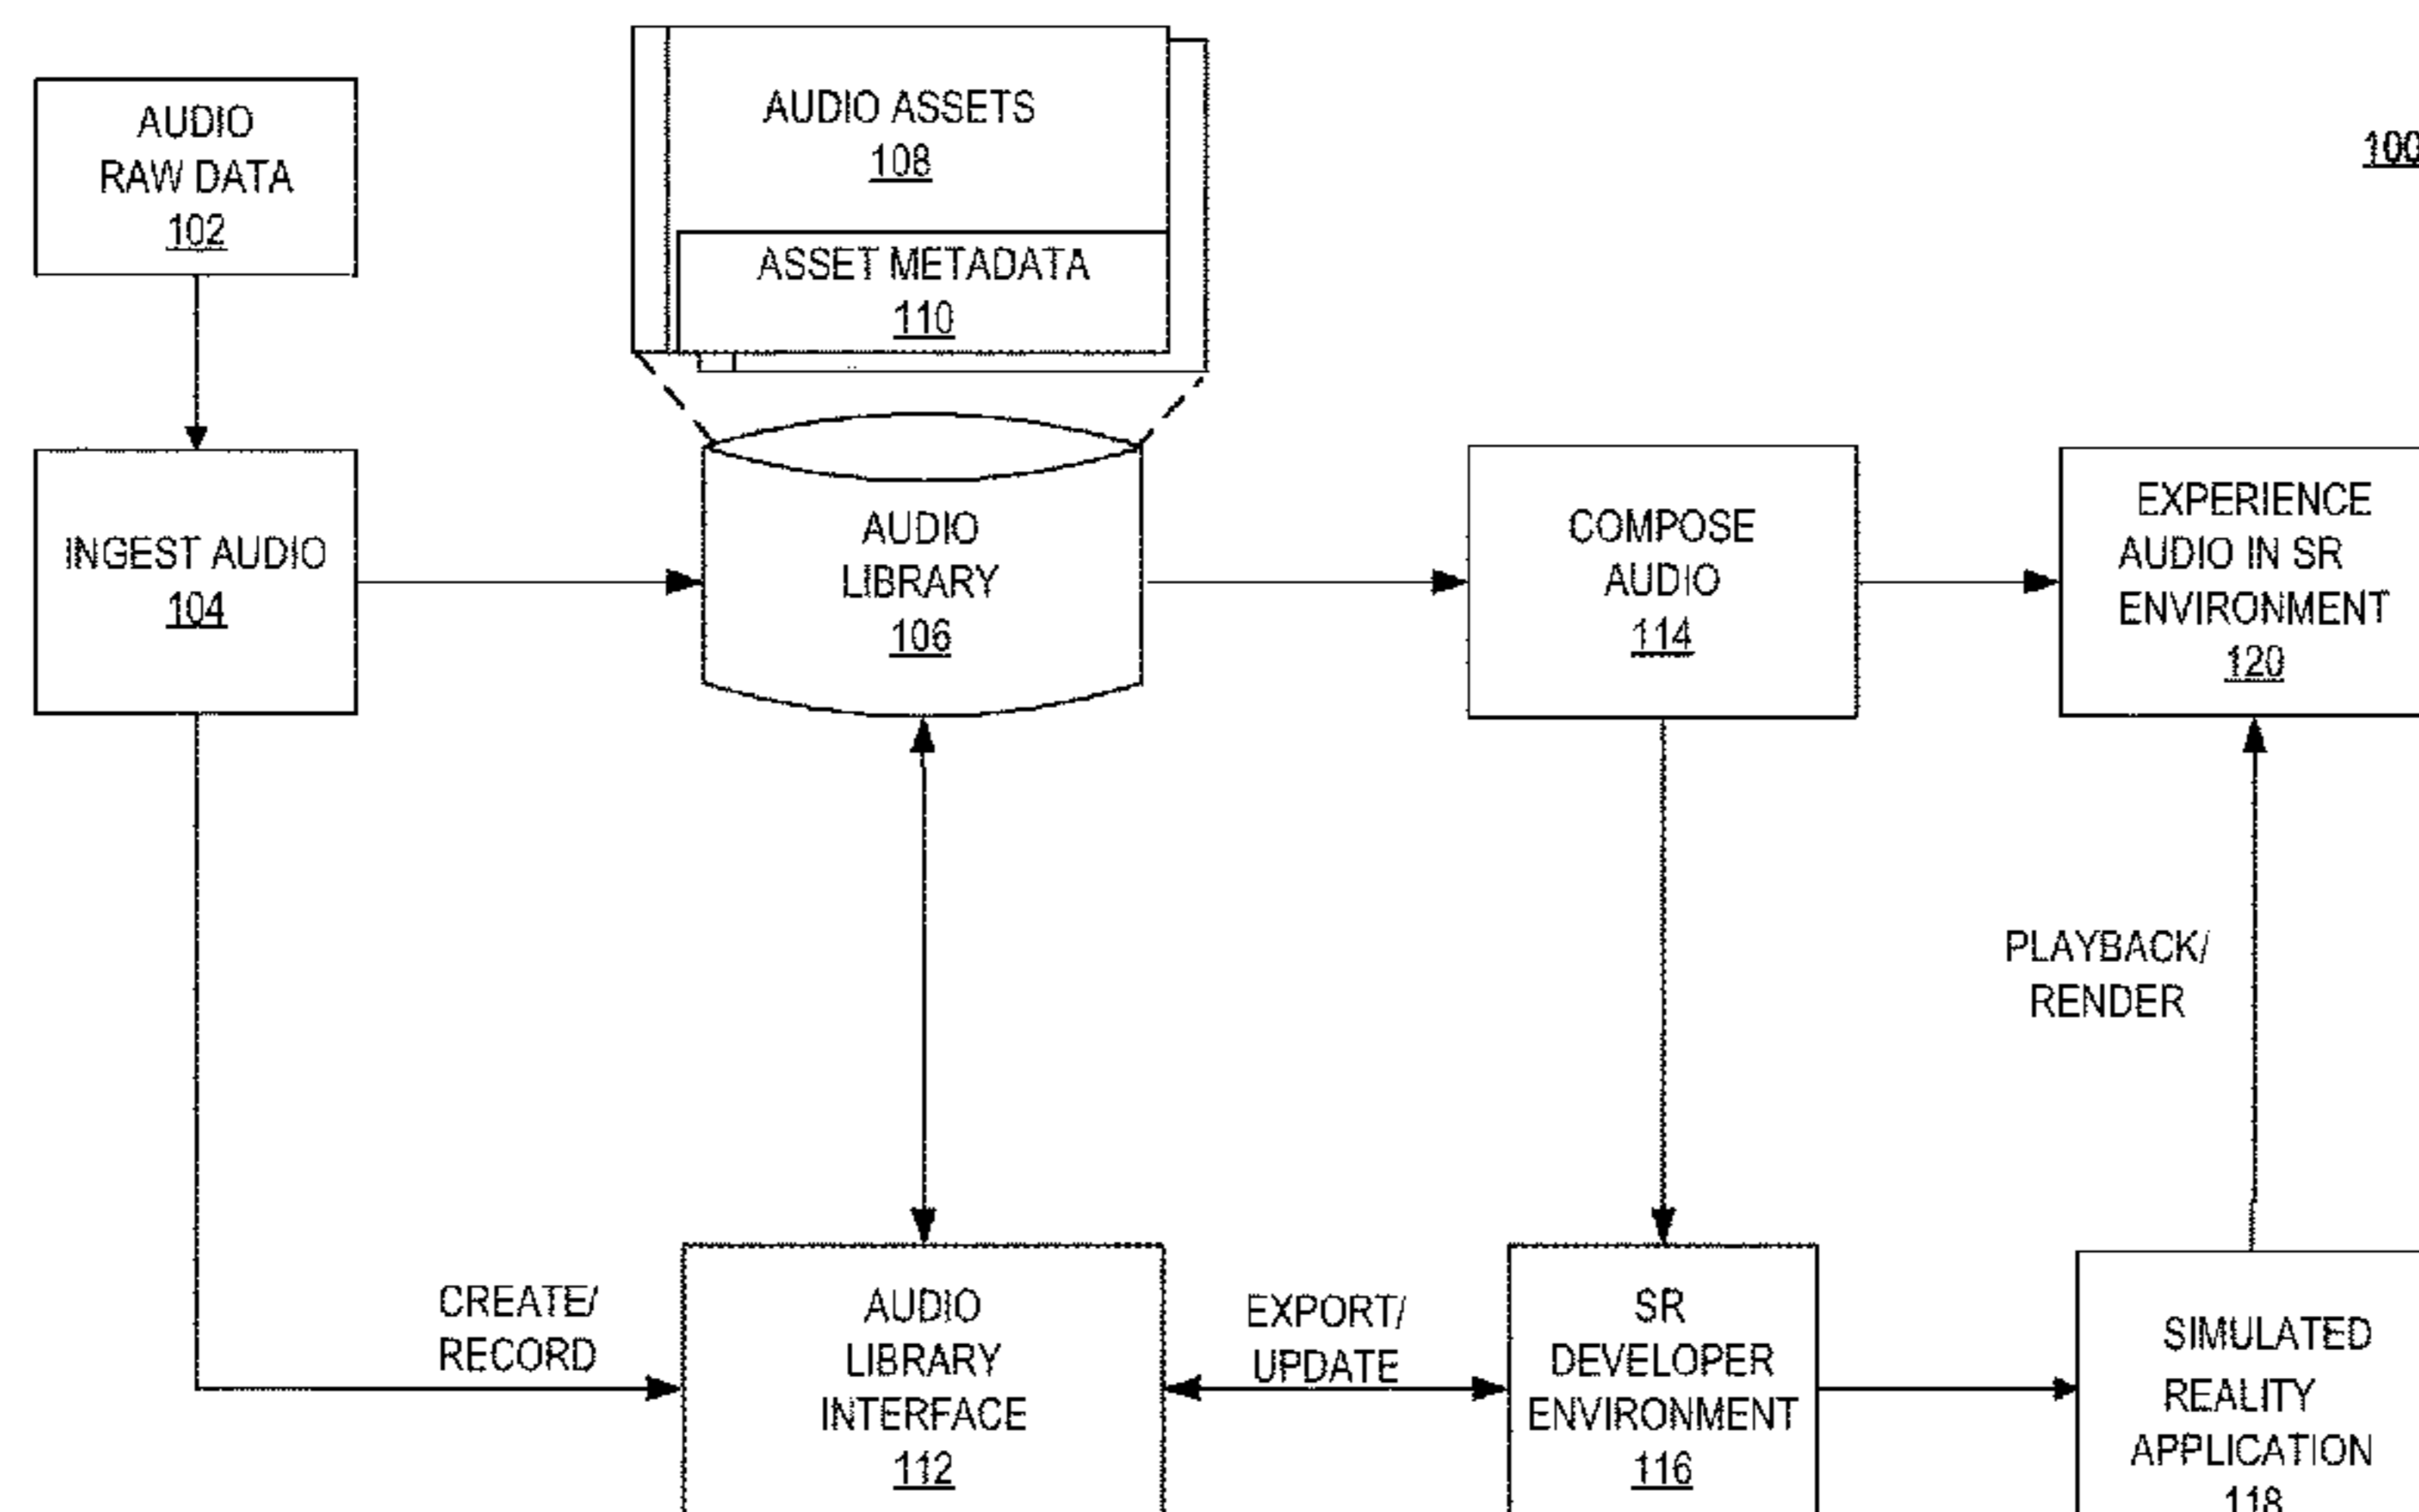 AUDIO
RAW DATA
102
AUDIO ASSETS
108
ASSET METADATA
110
100
INGEST AUDIO
104
AUDIO
LIBRARY
106
COMPOSE
AUDIO
114
EXPERIENCE
AUDIO IN SR
ENVIRONMENT
120
PLAYBACK/
RENDER
CREATE/
RECORD
AUDIO
LIBRARY
INTERFACE
112
EXPORT/
UPDATE
SR
DEVELOPER
ENVIRONMENT
116
SIMULATED
REALITY
APPLICATION
118